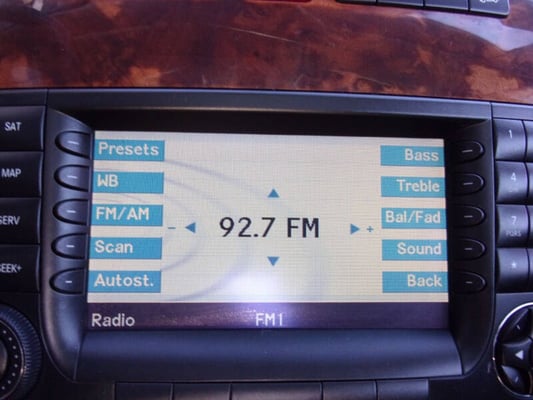 SAT
MAP
SERV
SEEK+
Presets
WB
FM/AM
Scan
Autost.
- 92.7 FM +
Bass
Treble
Bal/Fad
Sound
Back
Radio FM1
1
4
7
PQRS
*